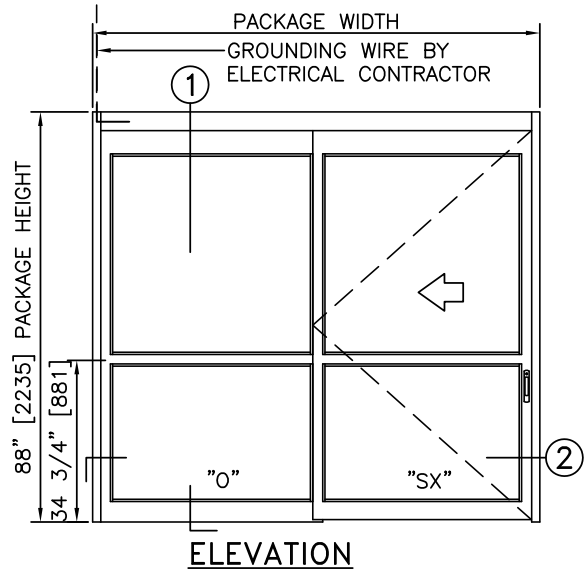 PACKAGE WIDTH
GROUNDING WIRE BY
ELECTRICAL CONTRACTOR
1
88" [2235] PACKAGE HEIGHT
34 3/4" [881]
"O"
"SX"
2
ELEVATION